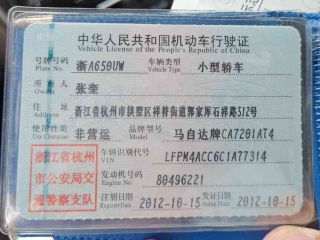 中华人民共和国机动车行驶证
Vehicle License of the People's Republic of China
号牌号码 浙A650UW 车辆类型 小型轿车
Plate No. Vehicle Type
所有人 张奎
Owner
住址 浙江省杭州市拱墅区祥符街道郭家厍石祥路512号
Address
使用性质 非营运 品牌型号 马自达牌CA7201AT4
Use Character Model
浙江省杭州市公安局交通警察支队
车辆识别代号 LFPM4ACC6C1A77314
VIN
发动机号码 80496221
Engine No.
注册日期 2012-10-15 发证日期 2012-10-15
Register Date Issue Date